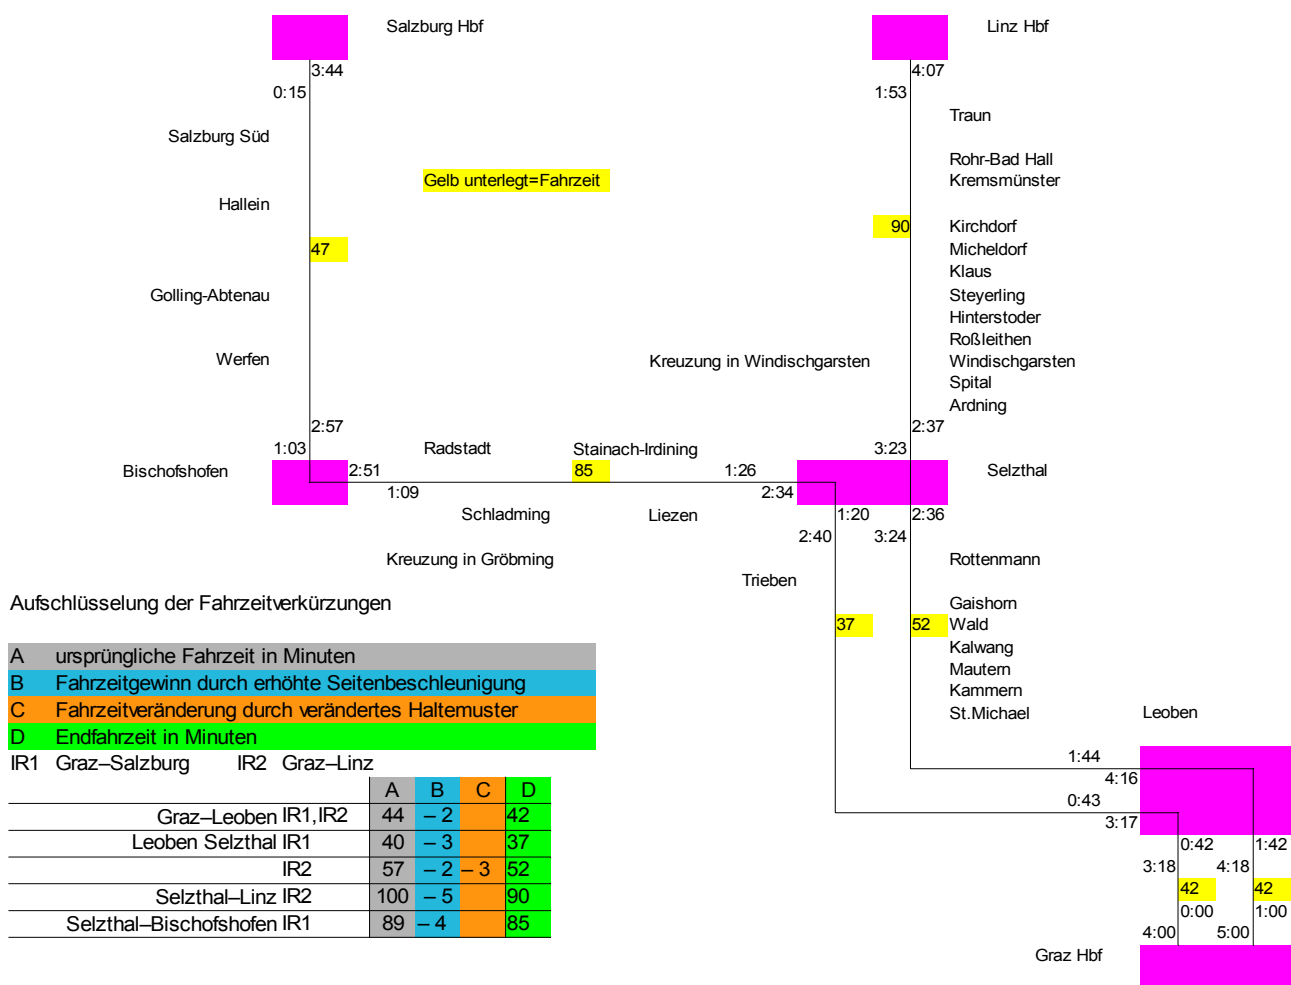 Salzburg Hbf
Linz Hbf
3:44
4:07
0:15
1:53
Traun
Salzburg Süd
Rohr-Bad Hall
Gelb unterlegt=Fahrzeit
Kremsmünster
Hallein
90
Kirchdorf
47
Micheldorf
Klaus
Golling-Abtenau
Steyerling
Hinterstoder
Roßleithen
Werfen
Kreuzung in Windischgarsten
Windischgarsten
Spital
Ardning
2:57
2:37
1:03
Radstadt
Stainach-Irdining
3:23
Bischofshofen
2:51
85
1:26
Selzthal
1:09
2:34
Schladming
Liezen
1:20
2:36
2:40
3:24
Kreuzung in Gröbming
Rottenmann
Trieben
Aufschlüsselung der Fahrzeitverkürzungen
Gaishorn
37
52
Wald
Kalwang
Mautern
Kammern
St.Michael
Leoben
A ursprüngliche Fahrzeit in Minuten
B Fahrzeitgewinn durch erhöhte Seitenbeschleunigung
C Fahrzeitveränderung durch verändertes Haltemuster
D Endfahrzeit in Minuten
IR1 Graz–Salzburg IR2 Graz–Linz
A B C D
Graz–Leoben IR1,IR2 44 – 2 42
Leoben Selzthal IR1 40 – 3 37
IR2 57 – 2 – 3 52
Selzthal–Linz IR2 100 – 5 90
Selzthal–Bischofshofen IR1 89 – 4 85
1:44
4:16
0:43
3:17
0:42
1:42
3:18
4:18
42
42
0:00
1:00
4:00
5:00
Graz Hbf